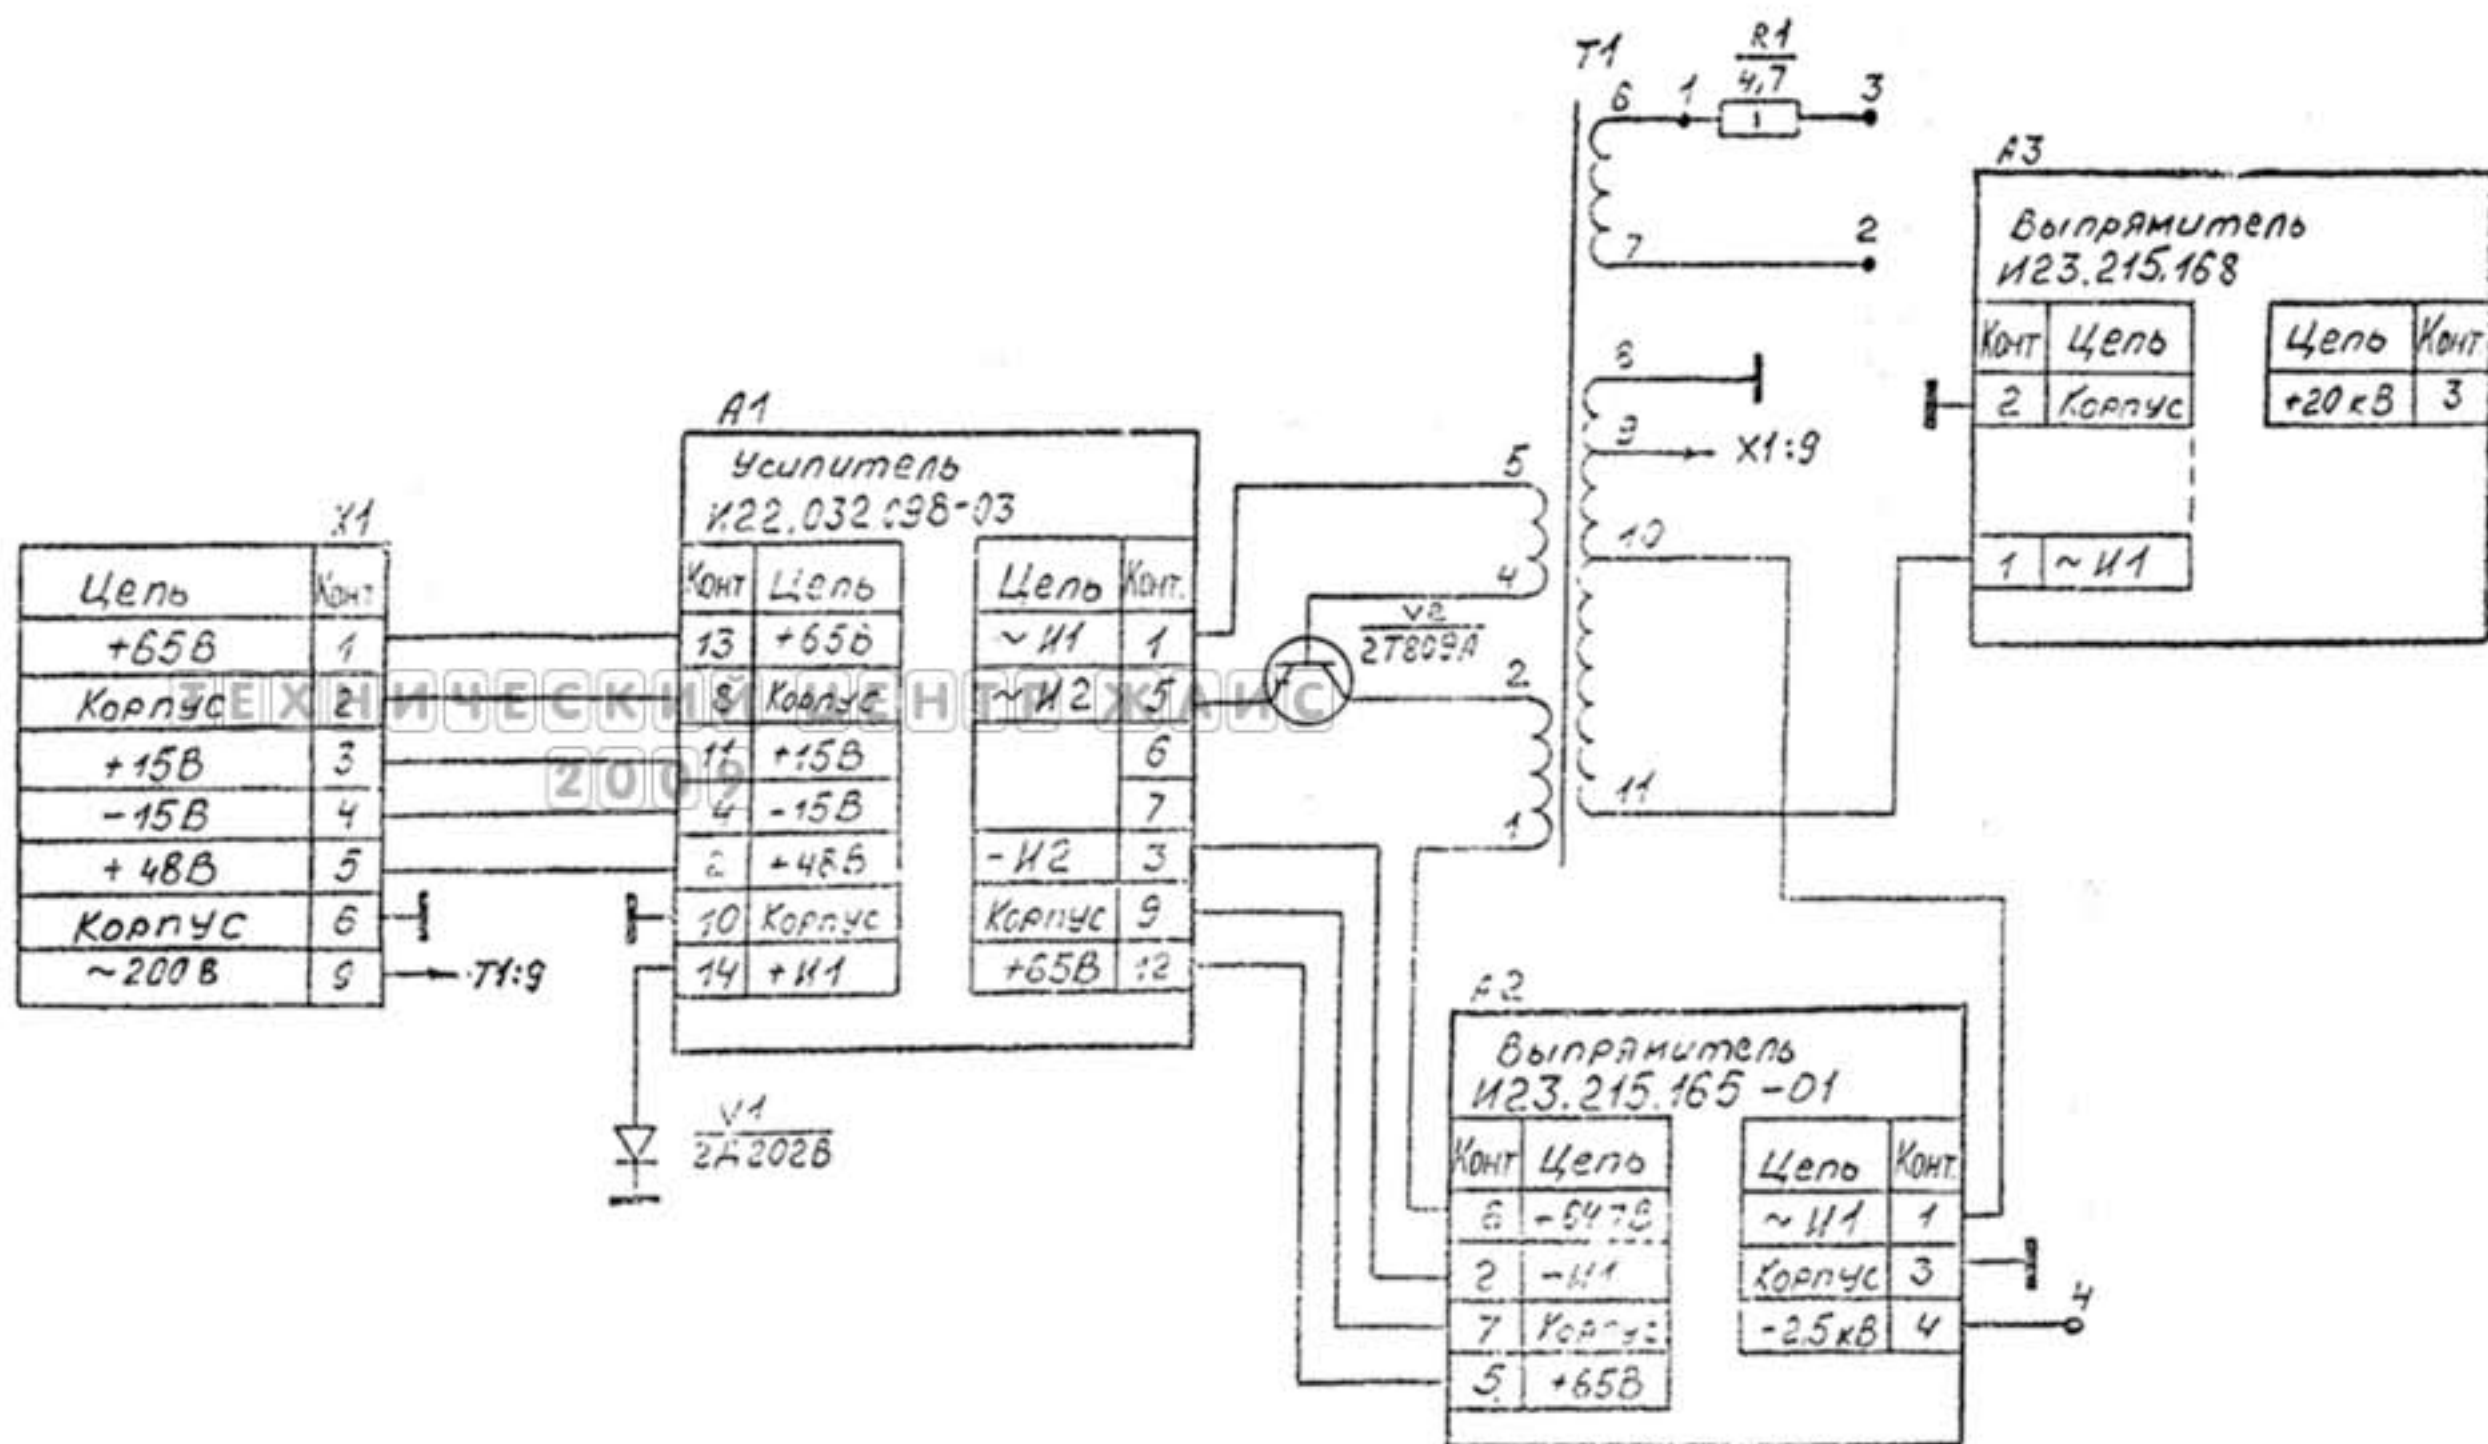 X1
Цепь Конт
+65В 1
Корпус 2
+15В 3
-15В 4
+48В 5
Корпус 6
~200В 9
T1:9
A1
Усилитель
И22.032.098-03
Конт Цепь
13 +65В
8 Корпус
11 +15В
4 -15В
2 +48В
10 Корпус
14 +И1
Цепь Конт.
~И1 1
~И2 5
6
7
-И2 3
Корпус 9
+65В 12
V1
2Д202В
V2
2Т809А
T1
R1
4,7
6
1
3
7
2
8
9
X1:9
10
11
5
4
2
1
A3
Выпрямитель
И23.215.168
Конт Цепь
2 Корпус
1 ~И1
Цепь Конт
+20кВ 3
A2
Выпрямитель
И23.215.165-01
Конт Цепь
6
2 -И1
7 Корпус
5 +65В
Цепь Конт.
~И1 1
Корпус 3
-2.5кВ 4
4
ТЕХНИЧЕСКИЙ ЦЕНТР ЖАИС
2009